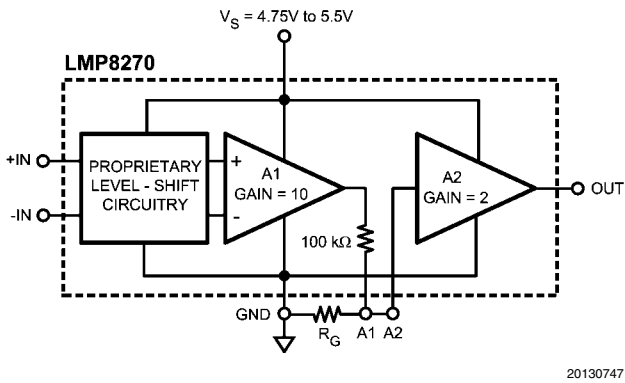 V_S = 4.75V to 5.5V
LMP8270
+IN
-IN
PROPRIETARY
LEVEL - SHIFT
CIRCUITRY
+
-
A1
GAIN = 10
A2
GAIN = 2
OUT
100 kΩ
GND
R_G
A1
A2
20130747